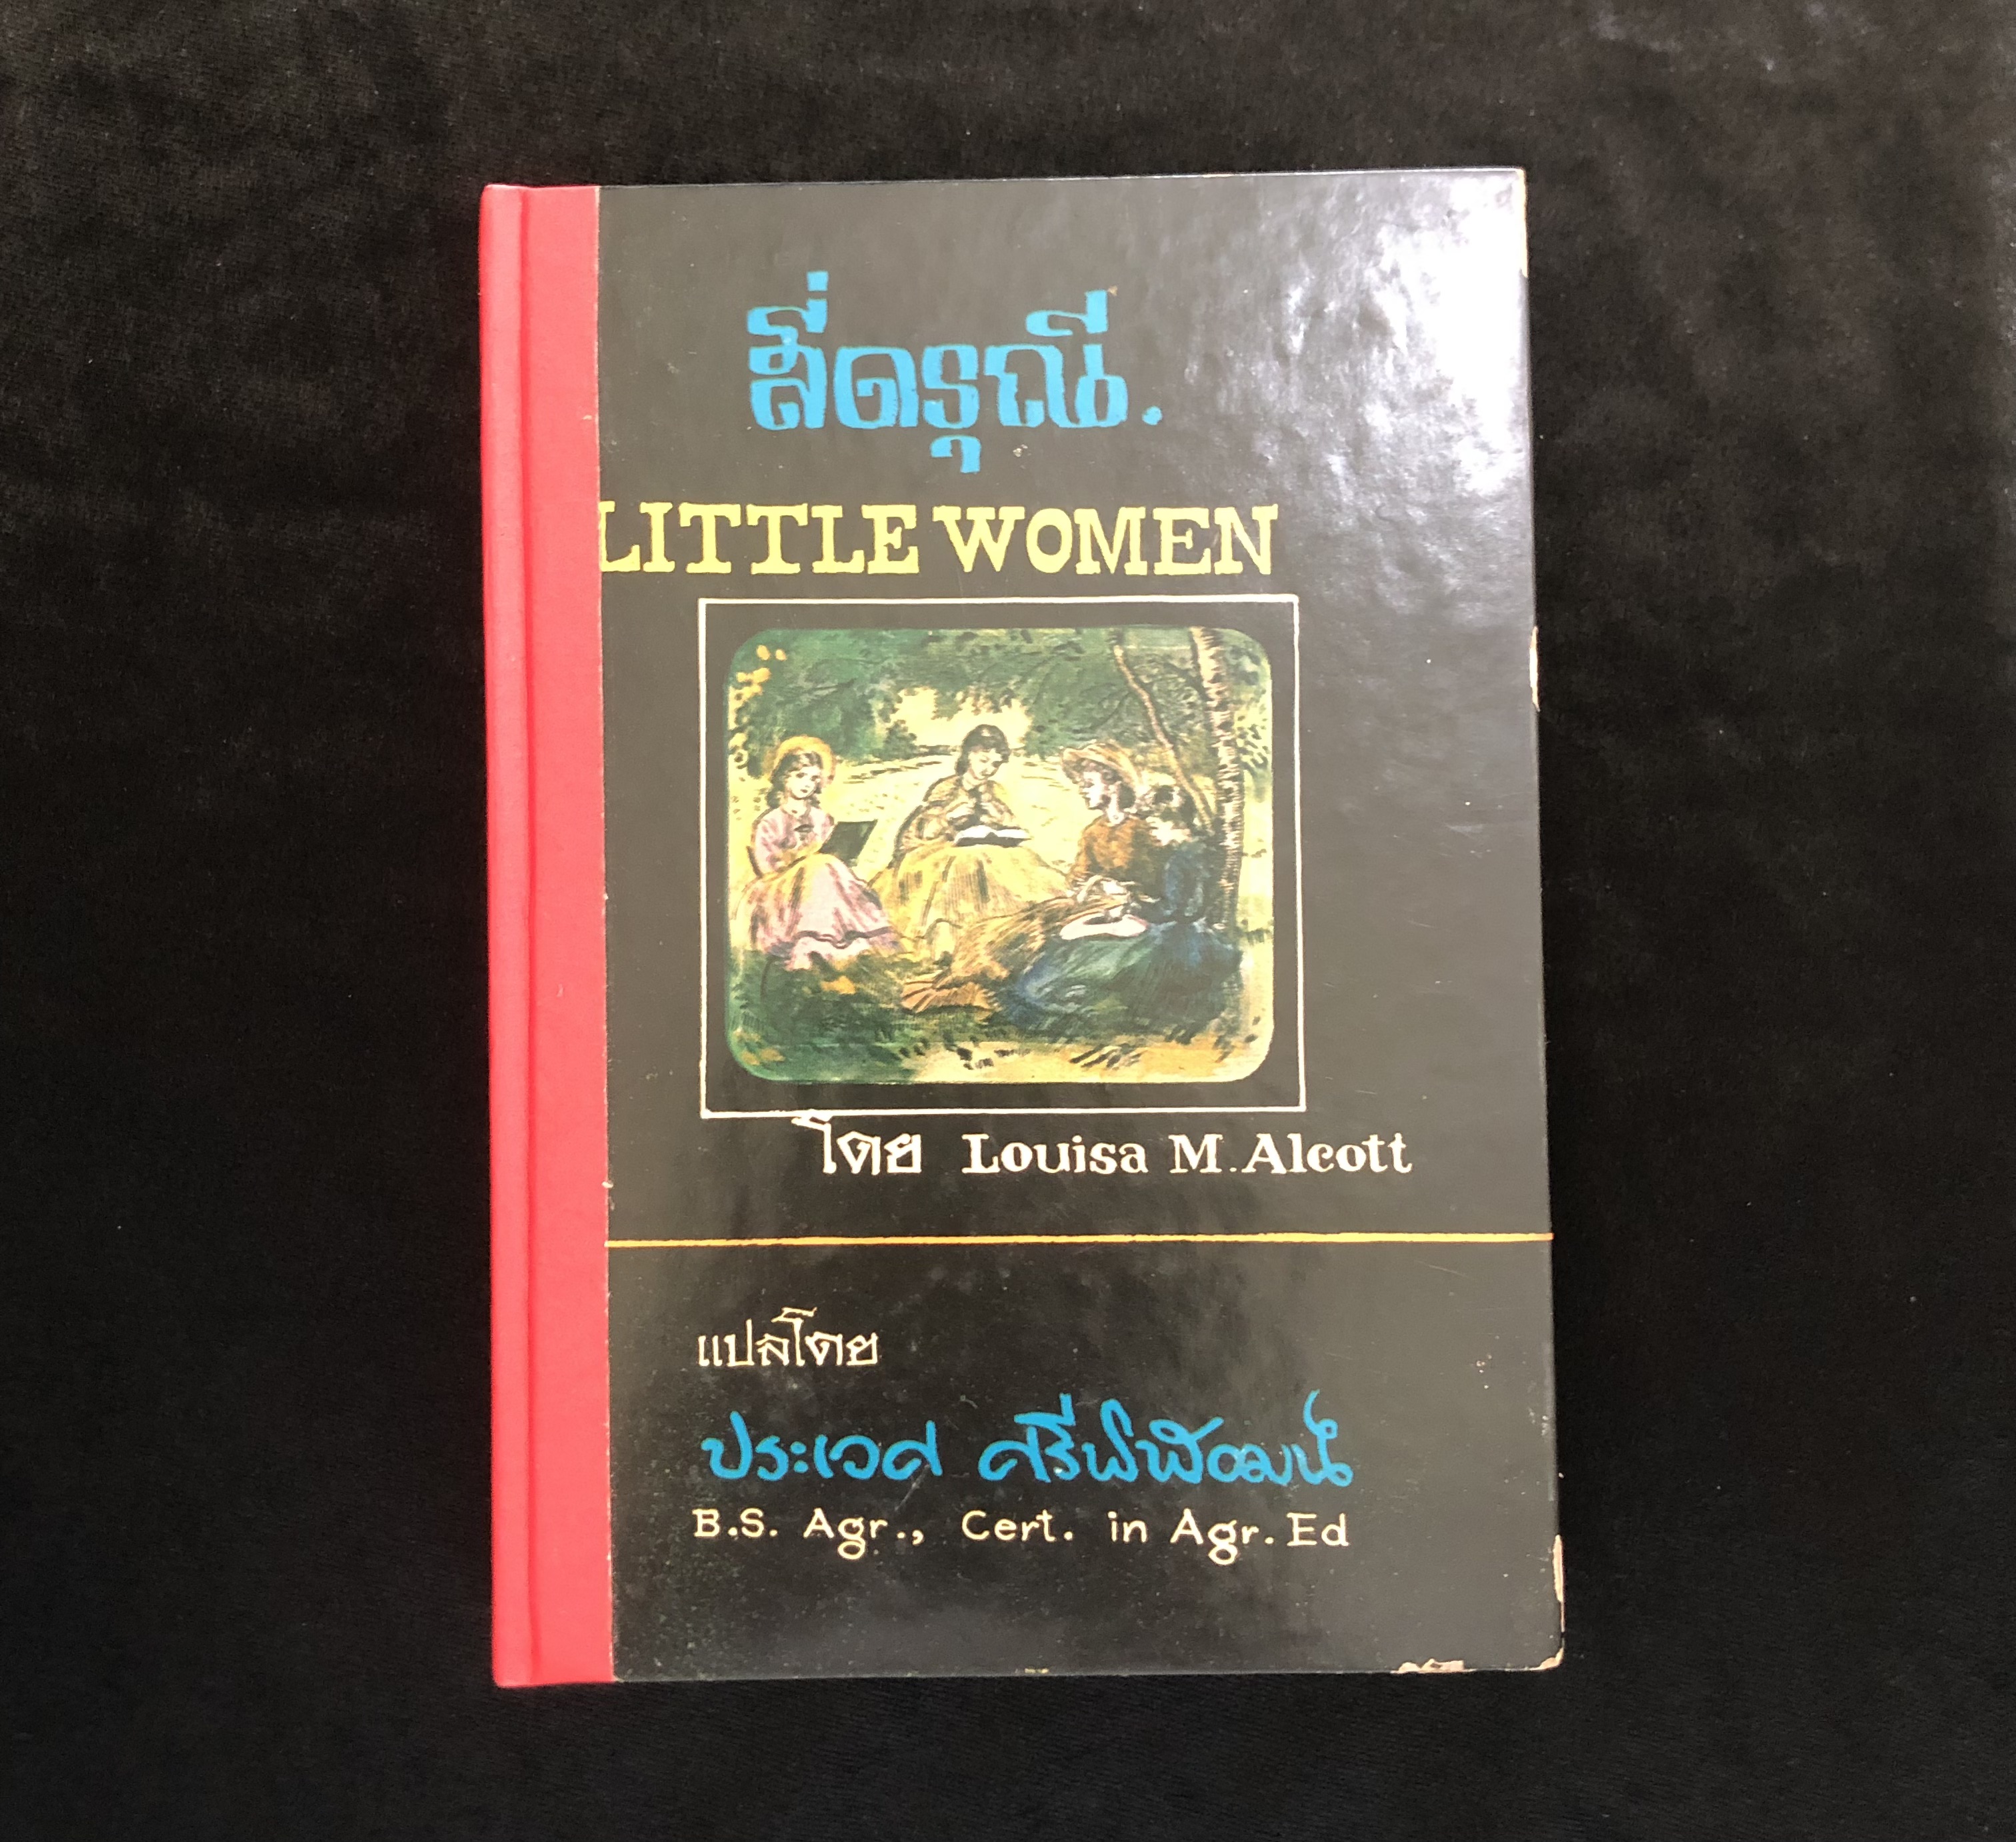 สี่ดรุณี.
LITTLE WOMEN
โดย Louisa M. Alcott
แปลโดย
ประเวศ ศรีพิพัฒน์
B.S. Agr., Cert. in Agr. Ed